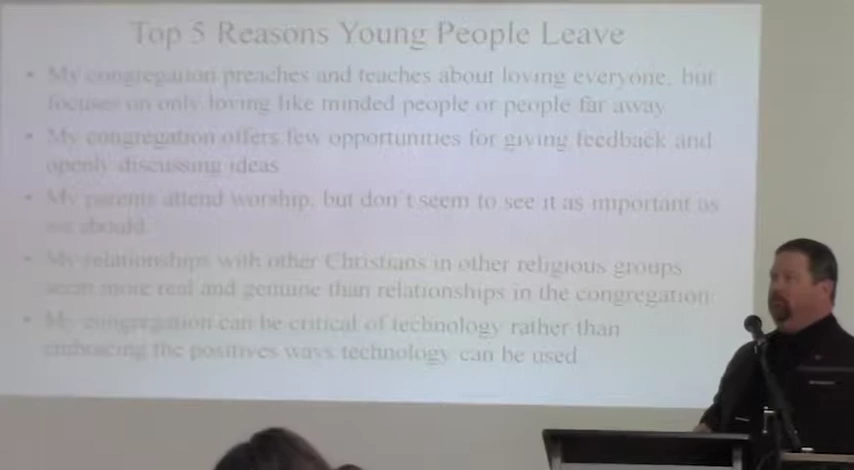 Top 5 Reasons Young People Leave
• My congregation preaches and teaches about loving everyone, but
focuses on only loving like minded people or people far away
• My congregation offers few opportunities for giving feedback and
openly discussing ideas
• My parents attend worship, but don't seem to see it as important as
we should
• My relationships with other Christians in other religious groups
seem more real and genuine than relationships in the congregation
• My congregation can be critical of technology rather than
embracing the positives ways technology can be used